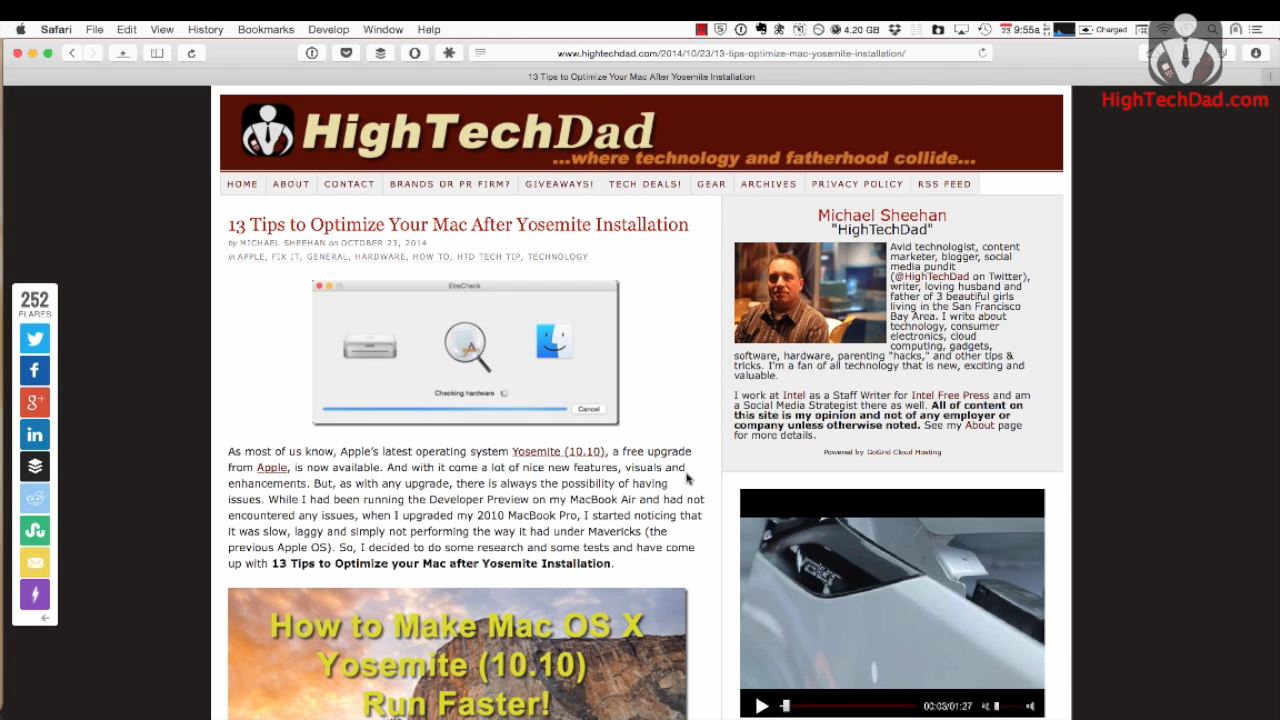 Safari File Edit View History Bookmarks Develop Window Help 4.20 GB 23 9:55a Charged
www.hightechdad.com/2014/10/23/13-tips-optimize-mac-yosemite-installation/
13 Tips to Optimize Your Mac After Yosemite Installation
HighTechDad.com
HighTechDad
...where technology and fatherhood collide...
HOME ABOUT CONTACT BRANDS OR PR FIRM? GIVEAWAYS! TECH DEALS! GEAR ARCHIVES PRIVACY POLICY RSS FEED
13 Tips to Optimize Your Mac After Yosemite Installation
by MICHAEL SHEEHAN on OCTOBER 23, 2014
in APPLE, FIX IT, GENERAL, HARDWARE, HOW TO, HTD TECH TIP, TECHNOLOGY
EtreCheck
Checking hardware
Cancel
252
FLARES
As most of us know, Apple's latest operating system Yosemite (10.10), a free upgrade
from Apple, is now available. And with it come a lot of nice new features, visuals and
enhancements. But, as with any upgrade, there is always the possibility of having
issues. While I had been running the Developer Preview on my MacBook Air and had not
encountered any issues, when I upgraded my 2010 MacBook Pro, I started noticing that
it was slow, laggy and simply not performing the way it had under Mavericks (the
previous Apple OS). So, I decided to do some research and some tests and have come
up with 13 Tips to Optimize your Mac after Yosemite Installation.
How to Make Mac OS X
Yosemite (10.10)
Run Faster!
Michael Sheehan
"HighTechDad"
Avid technologist, content
marketer, blogger, social
media pundit
(@HighTechDad on Twitter),
writer, loving husband and
father of 3 beautiful girls
living in the San Francisco
Bay Area. I write about
technology, consumer
electronics, cloud
computing, gadgets,
software, hardware, parenting "hacks," and other tips &
tricks. I'm a fan of all technology that is new, exciting and
valuable.
I work at Intel as a Staff Writer for Intel Free Press and am
a Social Media Strategist there as well. All of content on
this site is my opinion and not of any employer or
company unless otherwise noted. See my About page
for more details.
Powered by GoGrid Cloud Hosting
00:03/01:27